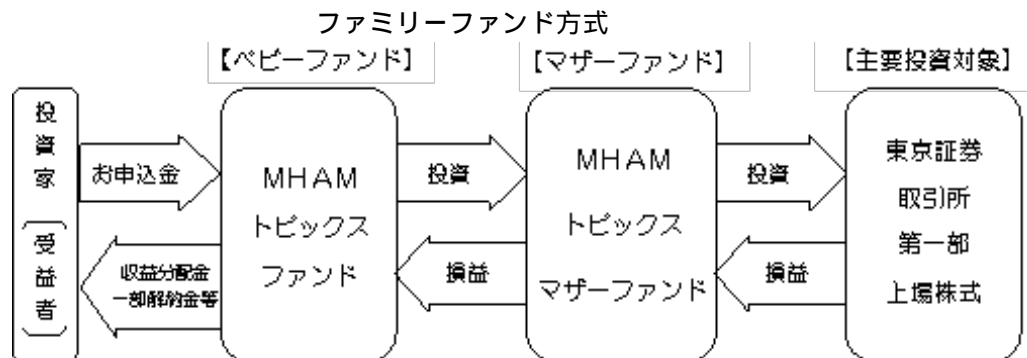 ファミリーファンド方式
【ベビーファンド】
【マザーファンド】
【主要投資対象】
投資家(受益者)
お申込金
収益分配金
一部解約金等
MHAM
トピックス
ファンド
投資
損益
MHAM
トピックス
マザーファンド
投資
損益
東京証券
取引所
第一部
上場株式